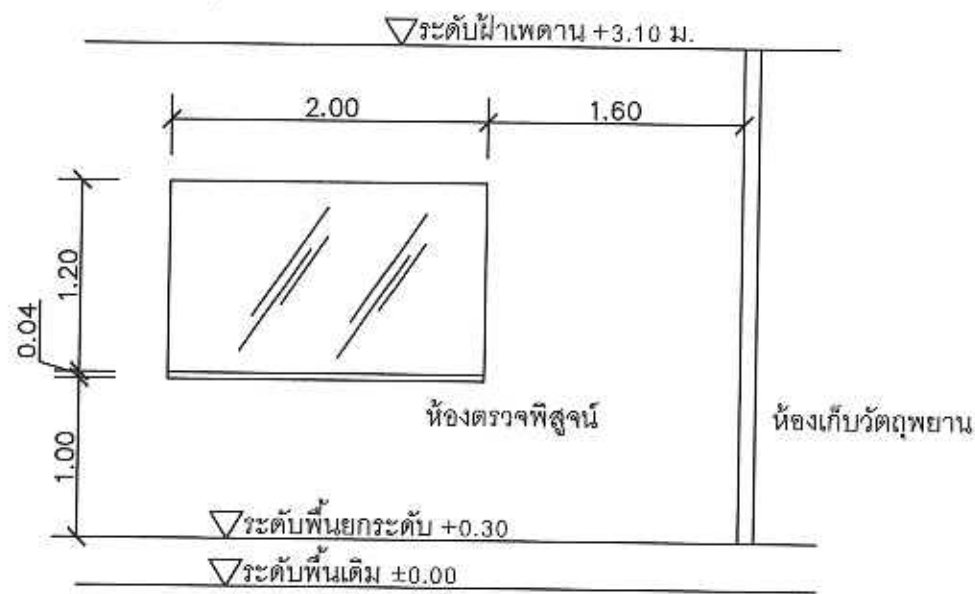 ระดับฝ้าเพดาน +3.10 ม.
2.00
1.60
1.20
0.04
1.00
ห้องตรวจพิสูจน์
ห้องเก็บวัตถุพยาน
ระดับพื้นยกระดับ +0.30
ระดับพื้นเดิม ±0.00